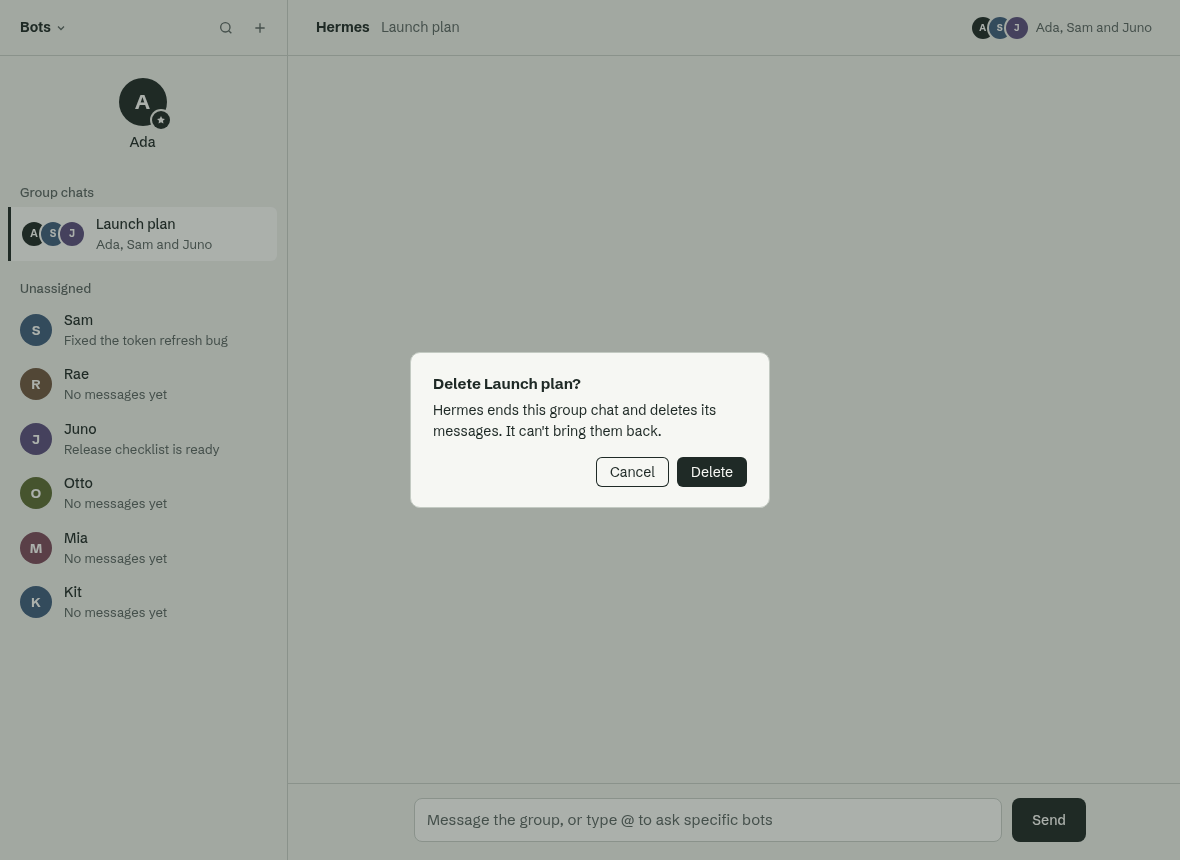 Bots
A
Ada
Group chats
A S J
Launch plan
Ada, Sam and Juno
Unassigned
S
Sam
Fixed the token refresh bug
R
Rae
No messages yet
J
Juno
Release checklist is ready
O
Otto
No messages yet
M
Mia
No messages yet
K
Kit
No messages yet
Hermes Launch plan
A S J Ada, Sam and Juno
Delete Launch plan?
Hermes ends this group chat and deletes its
messages. It can't bring them back.
Cancel Delete
Message the group, or type @ to ask specific bots
Send